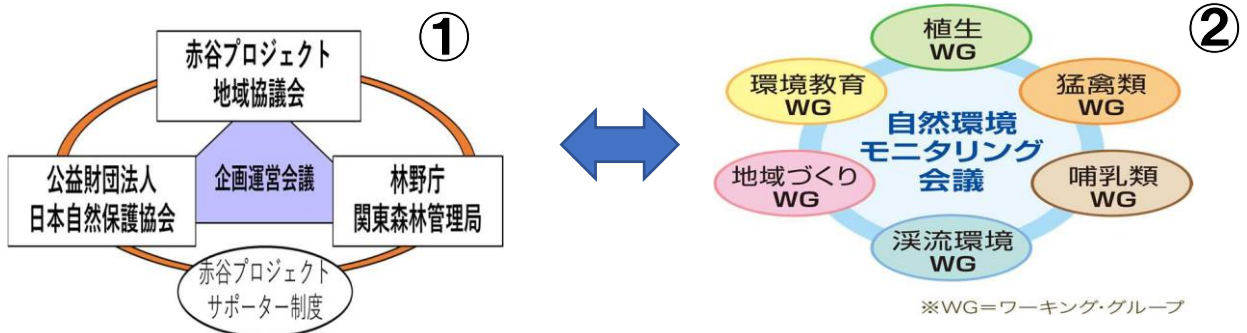 ①
赤谷プロジェクト
地域協議会
公益財団法人
日本自然保護協会
企画運営会議
林野庁
関東森林管理局
赤谷プロジェクト
サポーター制度
②
植生
WG
環境教育
WG
猛禽類
WG
自然環境
モニタリング
会議
地域づくり
WG
哺乳類
WG
渓流環境
WG
※WG=ワーキング・グループ